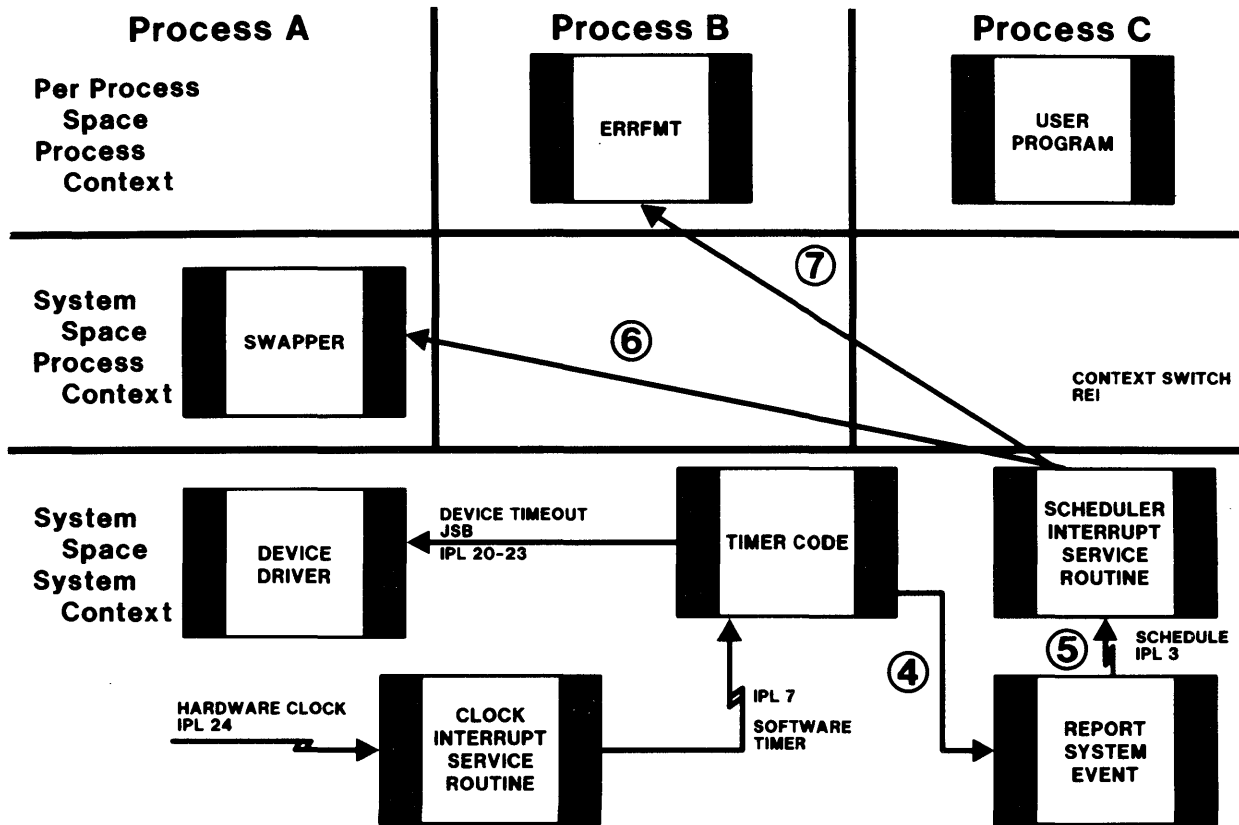 Process A
Process B
Process C
Per Process
Space
Process
Context
ERRFMT
USER
PROGRAM
7
System
Space
Process
Context
SWAPPER
6
CONTEXT SWITCH
REI
System
Space
System
Context
DEVICE
DRIVER
DEVICE TIMEOUT
JSB
IPL 20-23
TIMER CODE
SCHEDULER
INTERRUPT
SERVICE
ROUTINE
4
5
SCHEDULE
IPL 3
HARDWARE CLOCK
IPL 24
CLOCK
INTERRUPT
SERVICE
ROUTINE
IPL 7
SOFTWARE
TIMER
REPORT
SYSTEM
EVENT